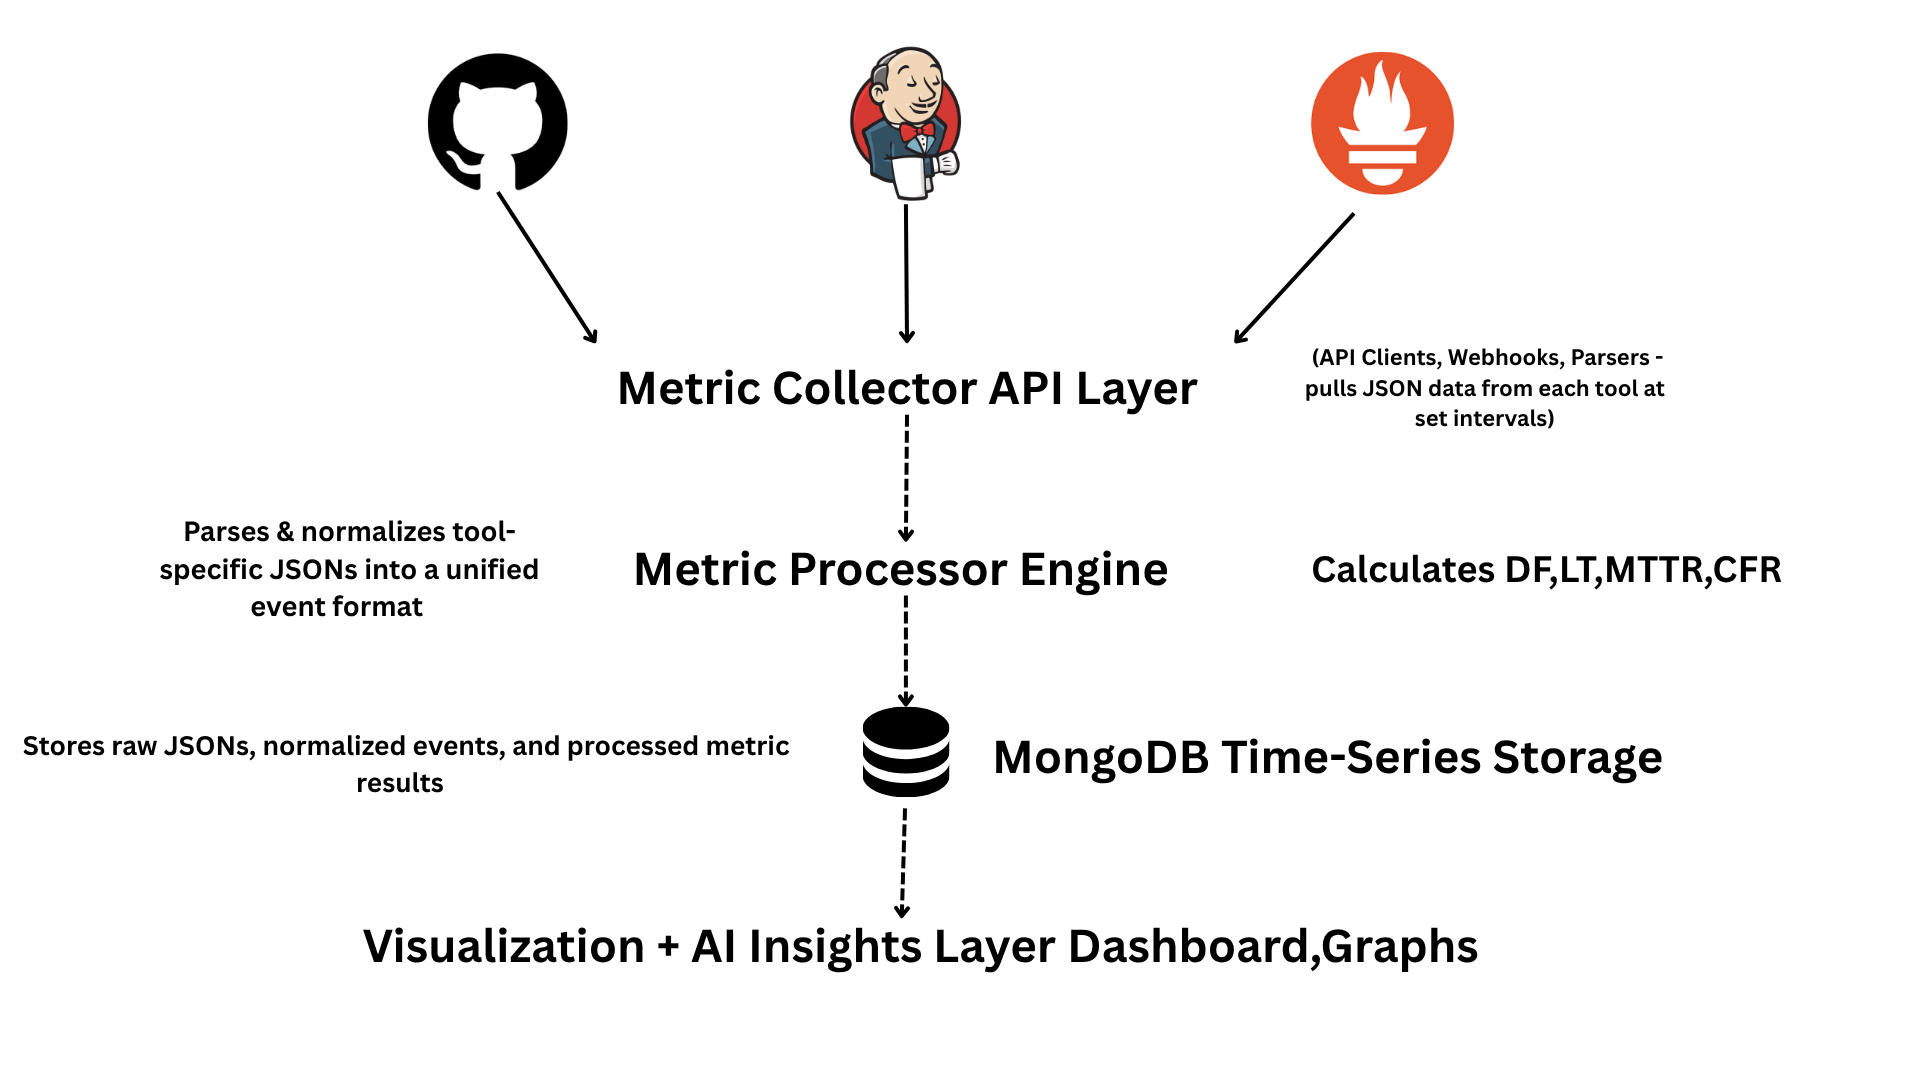 Metric Collector API Layer
(API Clients, Webhooks, Parsers -
pulls JSON data from each tool at
set intervals)
Parses & normalizes tool-
specific JSONs into a unified
event format
Metric Processor Engine
Calculates DF,LT,MTTR,CFR
Stores raw JSONs, normalized events, and processed metric
results
MongoDB Time-Series Storage
Visualization + AI Insights Layer Dashboard,Graphs